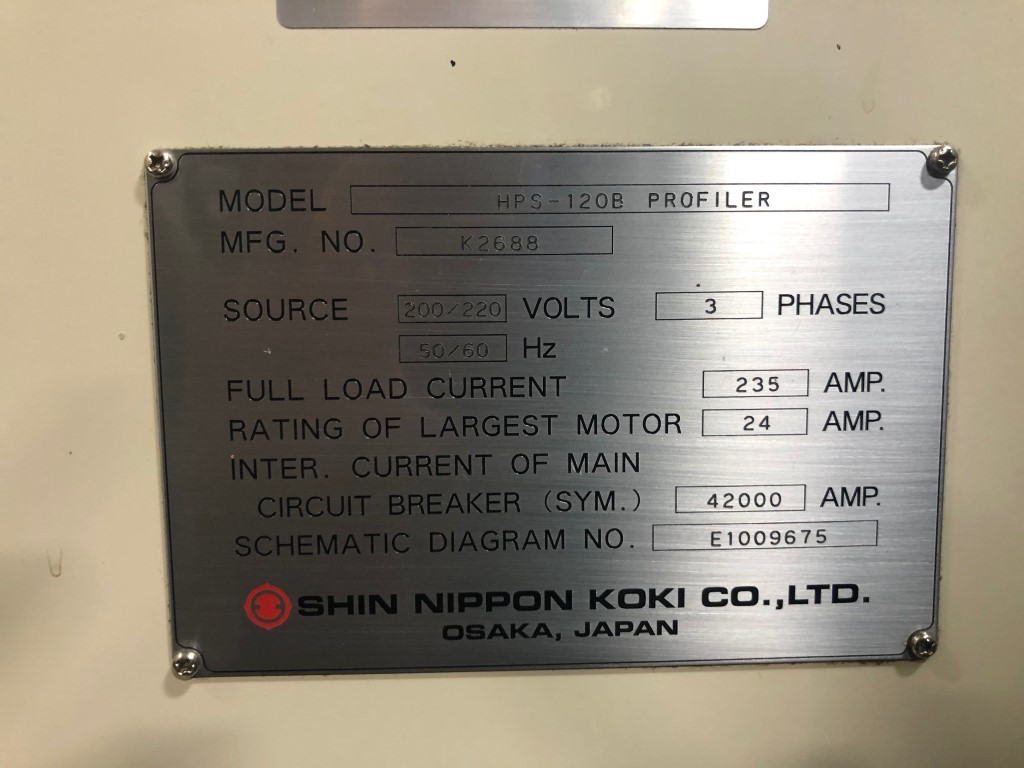 MODEL HPS-120B PROFILER
MFG. NO. K2688
SOURCE 200/220 VOLTS 3 PHASES
50/60 Hz
FULL LOAD CURRENT 235 AMP.
RATING OF LARGEST MOTOR 24 AMP.
INTER. CURRENT OF MAIN
CIRCUIT BREAKER (SYM.) 42000 AMP.
SCHEMATIC DIAGRAM NO. E1009675
SHIN NIPPON KOKI CO.,LTD.
OSAKA, JAPAN